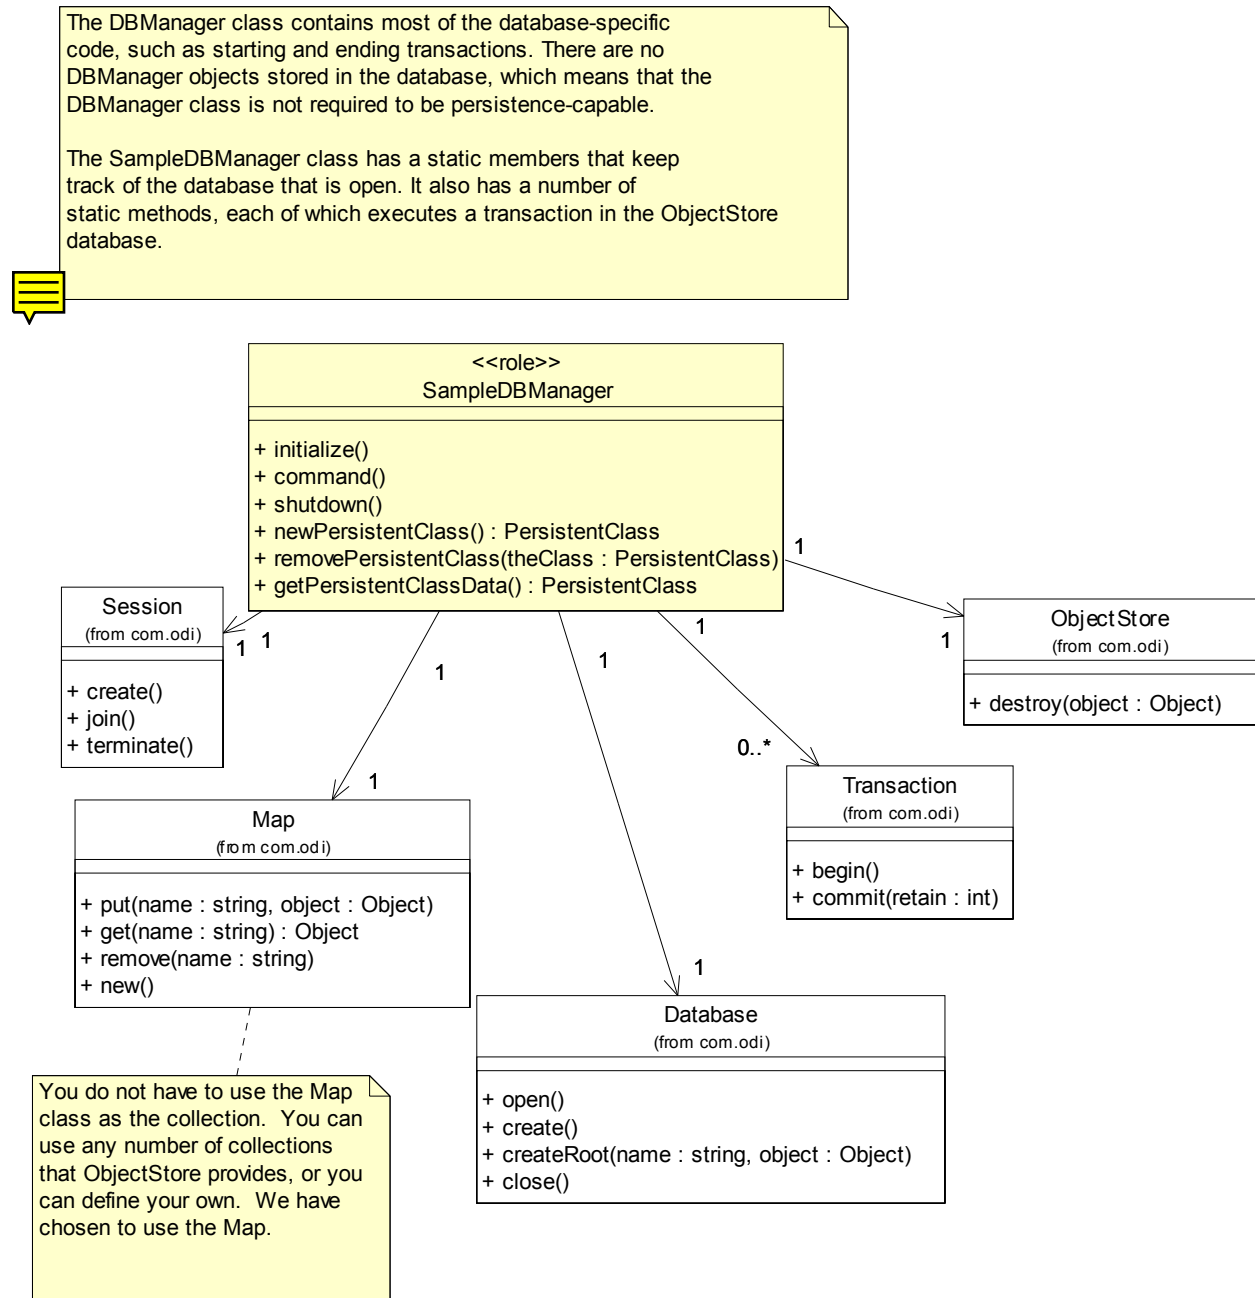 The DBManager class contains most of the database-specific
code, such as starting and ending transactions. There are no
DBManager objects stored in the database, which means that the
DBManager class is not required to be persistence-capable.
The SampleDBManager class has a static members that keep
track of the database that is open. It also has a number of
static methods, each of which executes a transaction in the ObjectStore
database.
<<role>>
SampleDBManager
+ initialize()
+ command()
+ shutdown()
+ newPersistentClass() : PersistentClass
+ removePersistentClass(theClass : PersistentClass)
+ getPersistentClassData() : PersistentClass
1
1
1
1
1
1
1
Session
(from com.odi)
+ create()
+ join()
+ terminate()
ObjectStore
(from com.odi)
+ destroy(object : Object)
0..*
1
Transaction
(from com.odi)
+ begin()
+ commit(retain : int)
Map
(from com.odi)
+ put(name : string, object : Object)
+ get(name : string) : Object
+ remove(name : string)
+ new()
1
Database
(from com.odi)
+ open()
+ create()
+ createRoot(name : string, object : Object)
+ close()
You do not have to use the Map
class as the collection.  You can
use any number of collections
that ObjectStore provides, or you
can define your own.  We have
chosen to use the Map.